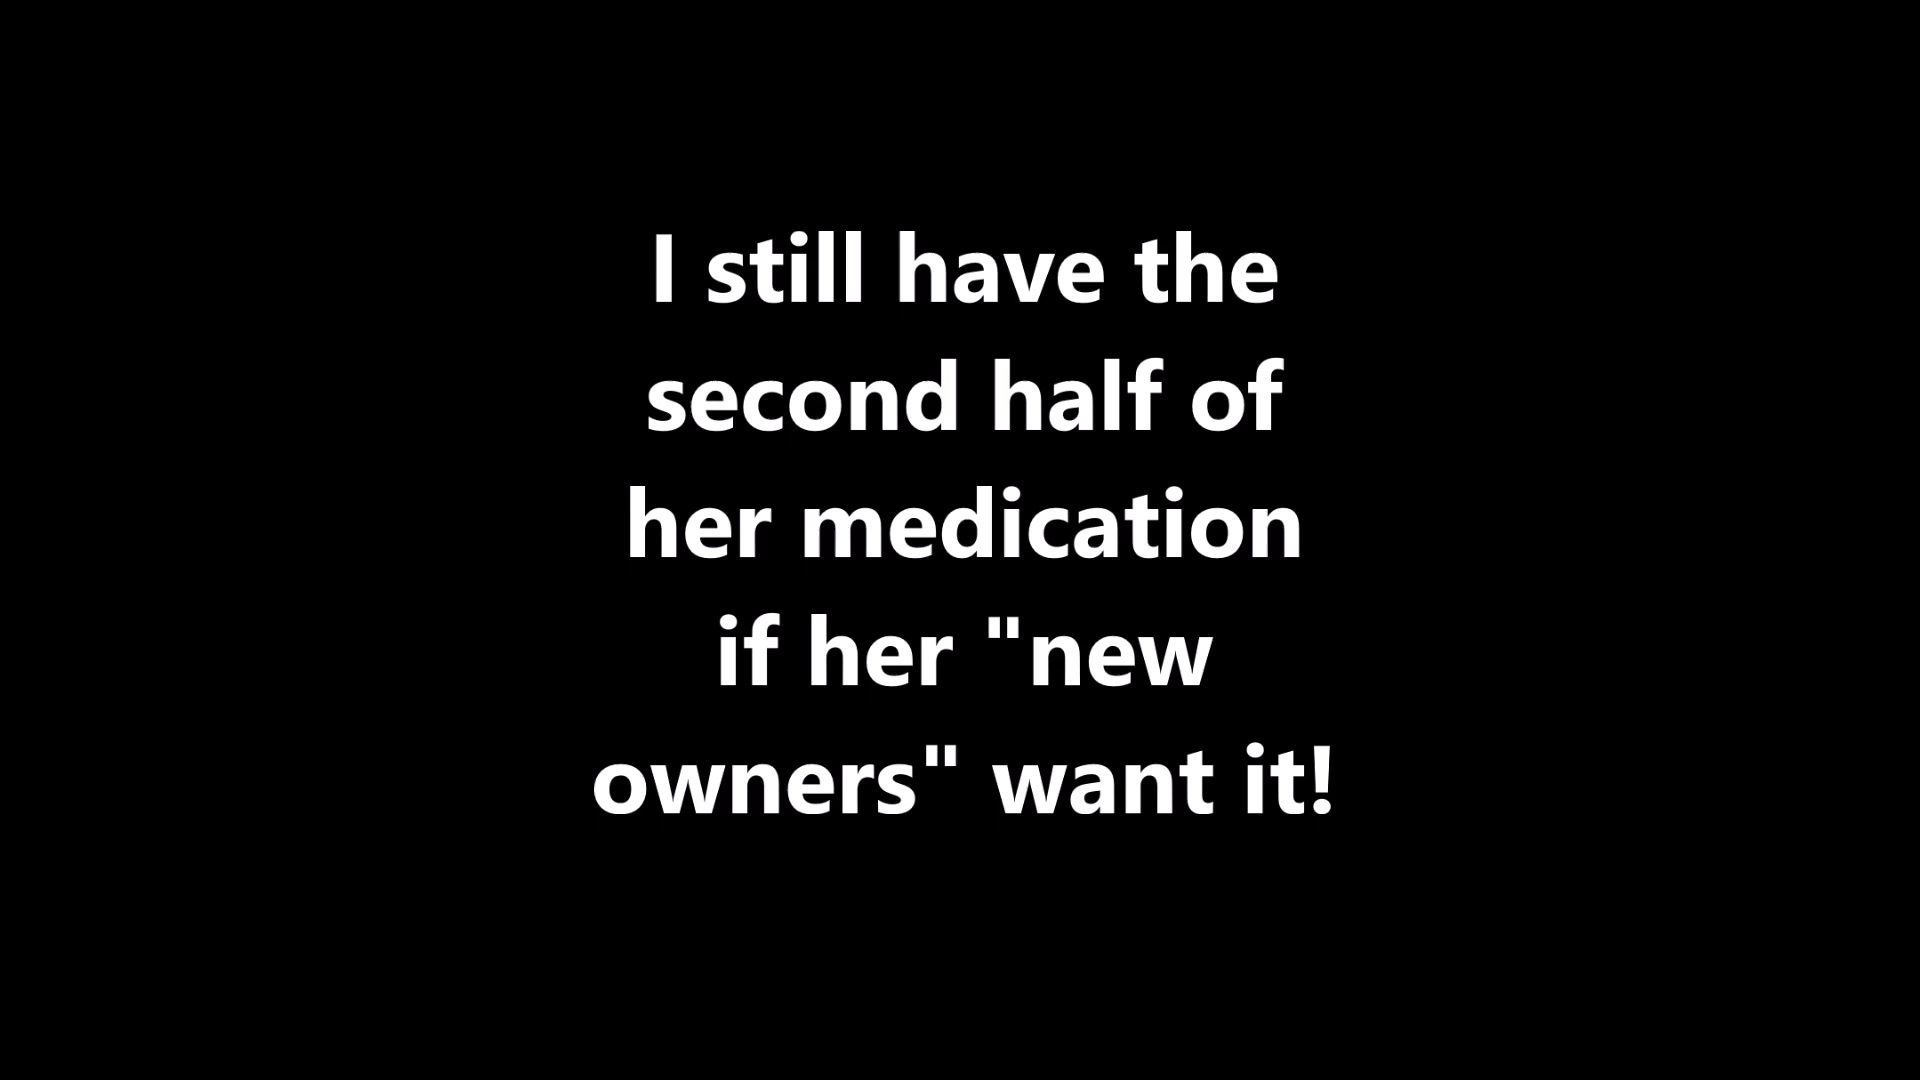 I still have the
second half of
her medication
if her "new
owners" want it!